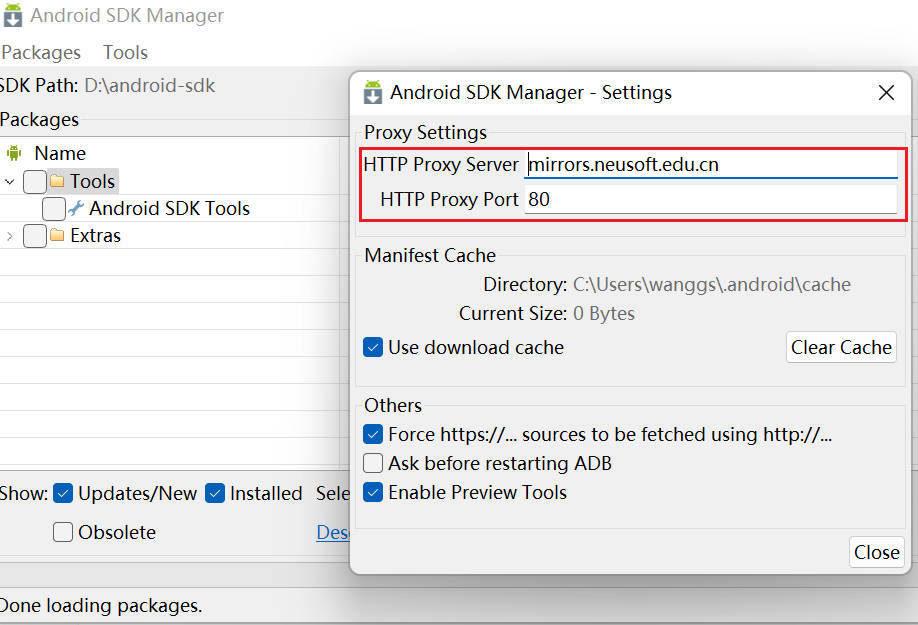 Android SDK Manager
Packages Tools
SDK Path: D:\android-sdk
Packages
Name
Tools
Android SDK Tools
Extras
Show: Updates/New Installed Sele
Obsolete Des
Done loading packages.
Android SDK Manager - Settings
Proxy Settings
HTTP Proxy Server mirrors.neusoft.edu.cn
HTTP Proxy Port 80
Manifest Cache
Directory: C:\Users\wanggs\.android\cache
Current Size: 0 Bytes
Use download cache Clear Cache
Others
Force https://... sources to be fetched using http://...
Ask before restarting ADB
Enable Preview Tools
Close